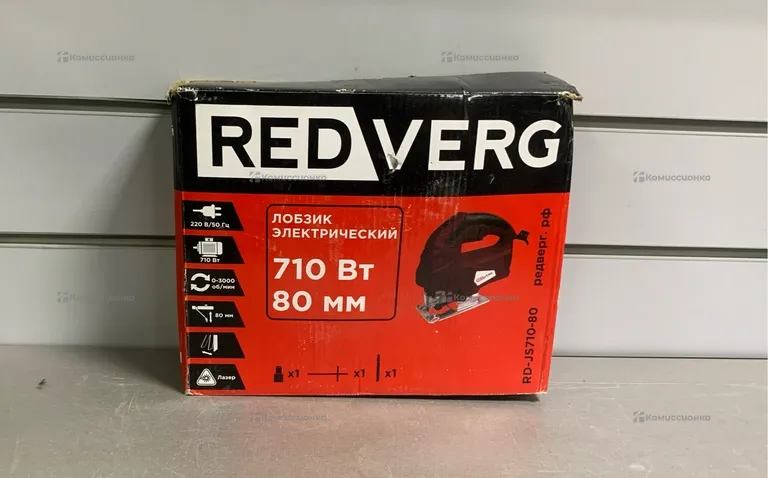 REDVERG
220 В/50 Гц
710 Вт
0-3000
об/мин
80 мм
Лазер
ЛОБЗИК
ЭЛЕКТРИЧЕСКИЙ
710 Вт
80 мм
x1
x1
x1
редверг. рф
RD-JS710-80
Комиссионка
Комиссионка
Комиссионка
Комиссионка
Комиссионка
Комиссионка
Комиссионка
Комиссионка
Комиссионка